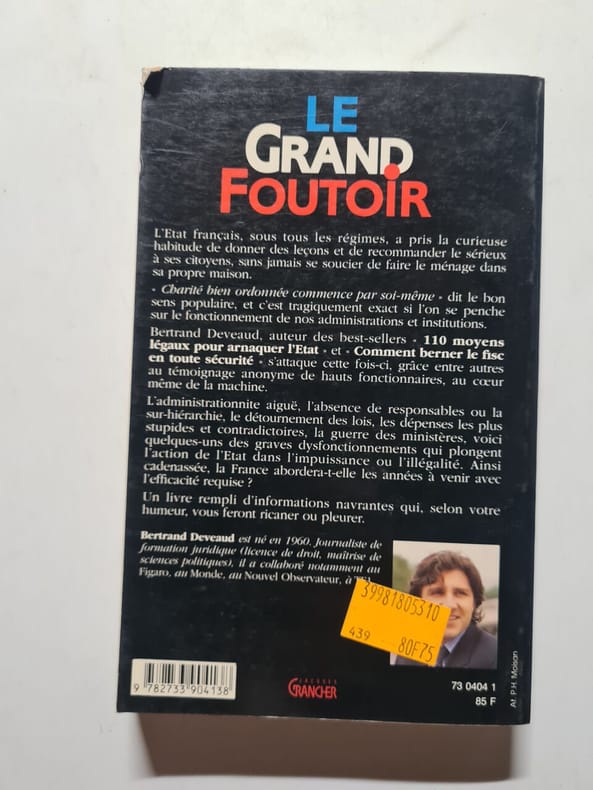 LE
GRAND
FOUTOIR
L'Etat français, sous tous les régimes, a pris la curieuse
habitude de donner des leçons et de recommander le sérieux
à ses citoyens, sans jamais se soucier de faire le ménage dans
sa propre maison.
« Charité bien ordonnée commence par soi-même » dit le bon
sens populaire, et c'est tragiquement exact si l'on se penche
sur le fonctionnement de nos administrations et institutions.
Bertrand Deveaud, auteur des best-sellers « 110 moyens
légaux pour arnaquer l'Etat » et « Comment berner le fisc
en toute sécurité » s'attaque cette fois-ci, grâce entre autres
au témoignage anonyme de hauts fonctionnaires, au cœur
même de la machine.
L'administrationnite aiguë, l'absence de responsables ou la
sur-hiérarchie, le détournement des lois, les dépenses les plus
stupides et contradictoires, la guerre des ministères, voici
quelques-uns des graves dysfonctionnements qui plongent
l'action de l'Etat dans l'impuissance ou l'illégalité. Ainsi
cadenassée, la France abordera-t-elle les années à venir avec
l'efficacité requise ?
Un livre rempli d'informations navrantes qui, selon votre
humeur, vous feront ricaner ou pleurer.
Bertrand Deveaud est né en 1960. Journaliste de
formation juridique (licence de droit, maîtrise de
sciences politiques), il a collaboré notamment au
Figaro, au Monde, au Nouvel Observateur, à
39981805310
439 80F75
9 782733 904138
JACQUES
GRANCHER
73 0404 1
85 F
At. P.H. Moisan